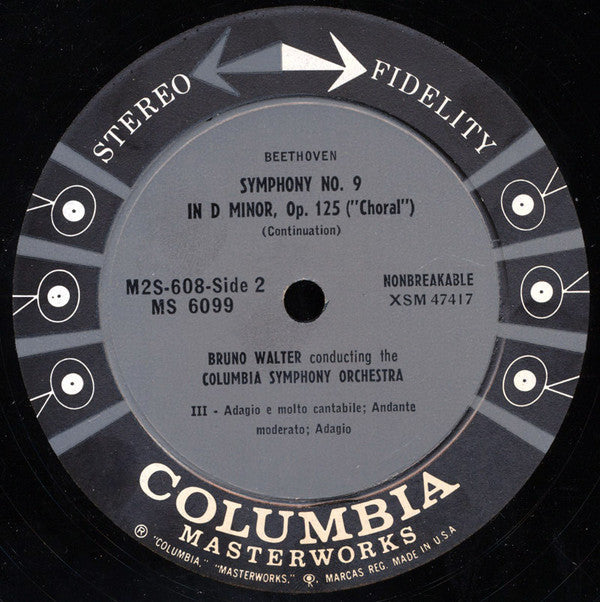 STEREO FIDELITY
BEETHOVEN
SYMPHONY NO. 9
IN D MINOR, Op. 125 ("Choral")
(Continuation)
M2S-608-Side 2
MS 6099
NONBREAKABLE
XSM 47417
BRUNO WALTER conducting the
COLUMBIA SYMPHONY ORCHESTRA
III - Adagio e molto cantabile; Andante
moderato; Adagio
COLUMBIA
MASTERWORKS
® "COLUMBIA," "MASTERWORKS," MARCAS REG. MADE IN U.S.A